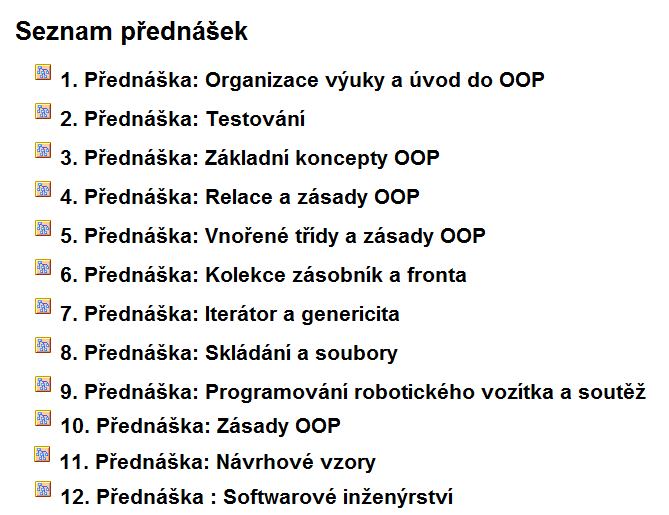 Seznam přednášek
1. Přednáška: Organizace výuky a úvod do OOP
2. Přednáška: Testování
3. Přednáška: Základní koncepty OOP
4. Přednáška: Relace a zásady OOP
5. Přednáška: Vnořené třídy a zásady OOP
6. Přednáška: Kolekce zásobník a fronta
7. Přednáška: Iterátor a genericita
8. Přednáška: Skládání a soubory
9. Přednáška: Programování robotického vozítka a soutěž
10. Přednáška: Zásady OOP
11. Přednáška: Návrhové vzory
12. Přednáška : Softwarové inženýrství